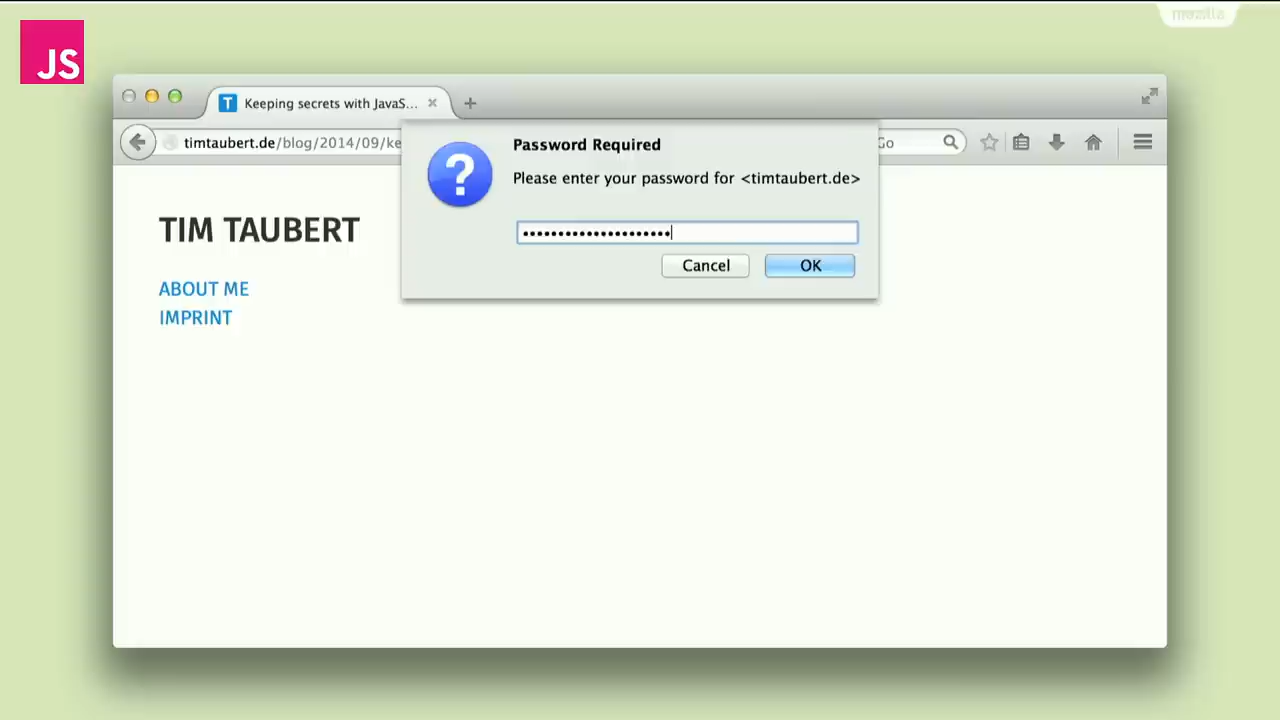 mozilla
JS
Keeping secrets with JavaS...
timtaubert.de/blog/2014/09/ke
Go
Password Required
Please enter your password for <timtaubert.de>
•••••••••••••••••••••
Cancel
OK
TIM TAUBERT
ABOUT ME
IMPRINT